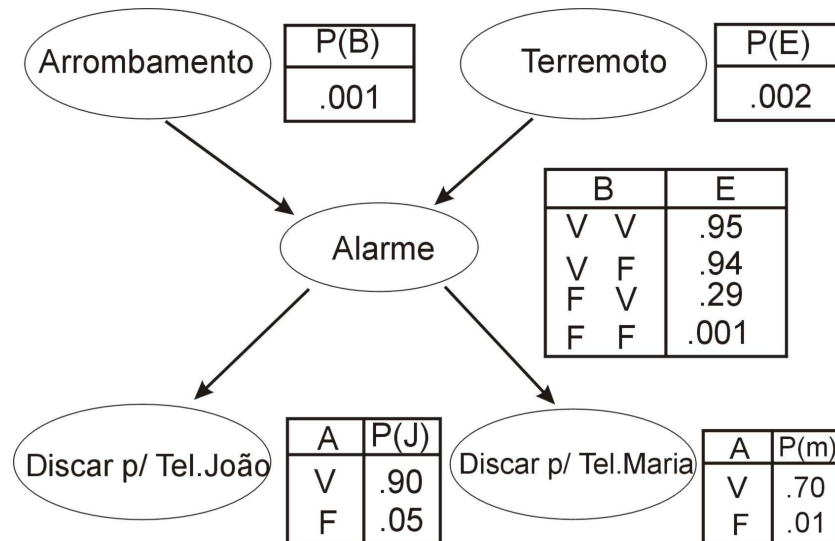 Arrombamento
P(B)
.001
Terremoto
P(E)
.002
Alarme
B E
V V .95
V F .94
F V .29
F F .001
Discar p/ Tel.João
A P(J)
V .90
F .05
Discar p/ Tel.Maria
A P(m)
V .70
F .01